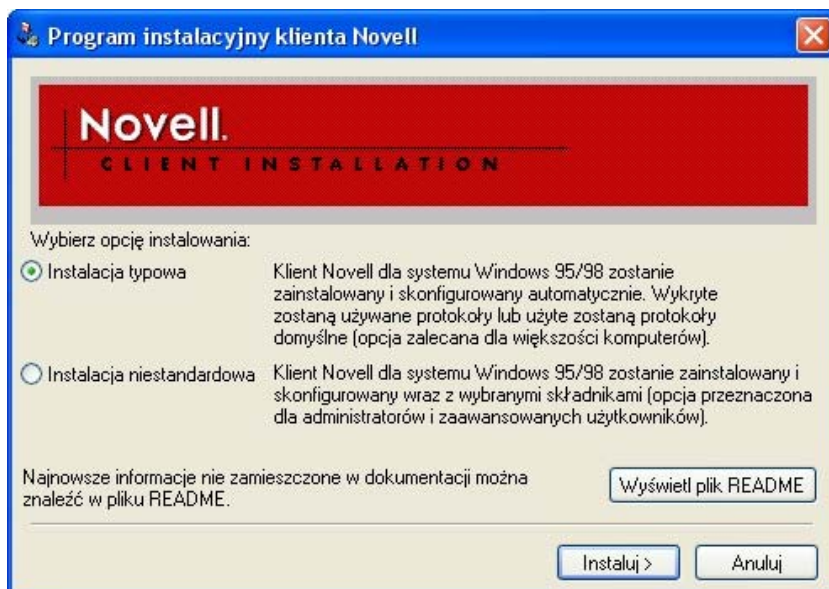 Program instalacyjny klienta Novell
Novell.
CLIENT INSTALLATION
Wybierz opcję instalowania:
Instalacja typowa
Klient Novell dla systemu Windows 95/98 zostanie
zainstalowany i skonfigurowany automatycznie. Wykryte
zostaną używane protokoły lub użyte zostaną protokoły
domyślne (opcja zalecana dla większości komputerów).
Instalacja niestandardowa
Klient Novell dla systemu Windows 95/98 zostanie zainstalowany i
skonfigurowany wraz z wybranymi składnikami (opcja przeznaczona
dla administratorów i zaawansowanych użytkowników).
Najnowsze informacje nie zamieszczone w dokumentacji można
znaleźć w pliku README.
Wyświetl plik README
Instaluj >
Anuluj